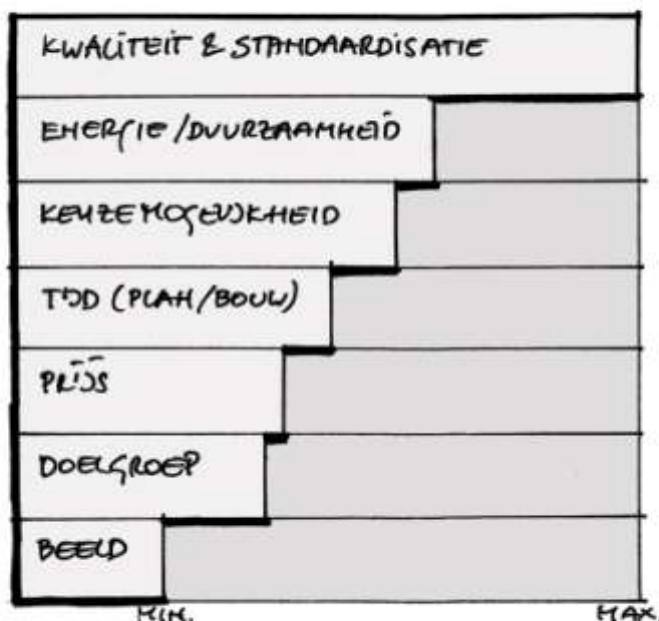 KWALITEIT & STANDAARDISATIE
ENERGIE/DUURZAAMHEID
KEUZEMOGELIJKHEID
TIJD (PLAN/BOUW)
PRIJS
DOELGROEP
BEELD
MIN. MAX